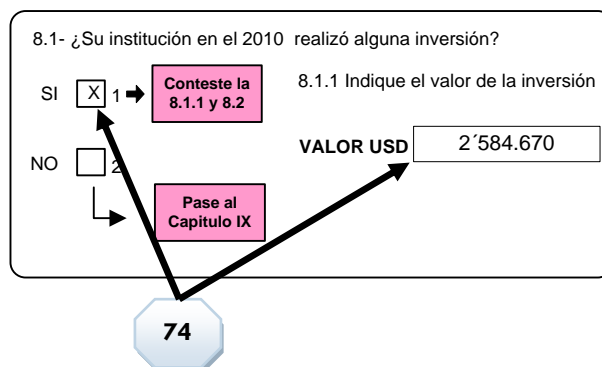 8.1- ¿Su institución en el 2010 realizó alguna inversión?
SI X 1
Conteste la
8.1.1 y 8.2
8.1.1 Indique el valor de la inversión
VALOR USD 2´584.670
NO 2
Pase al
Capitulo IX
74